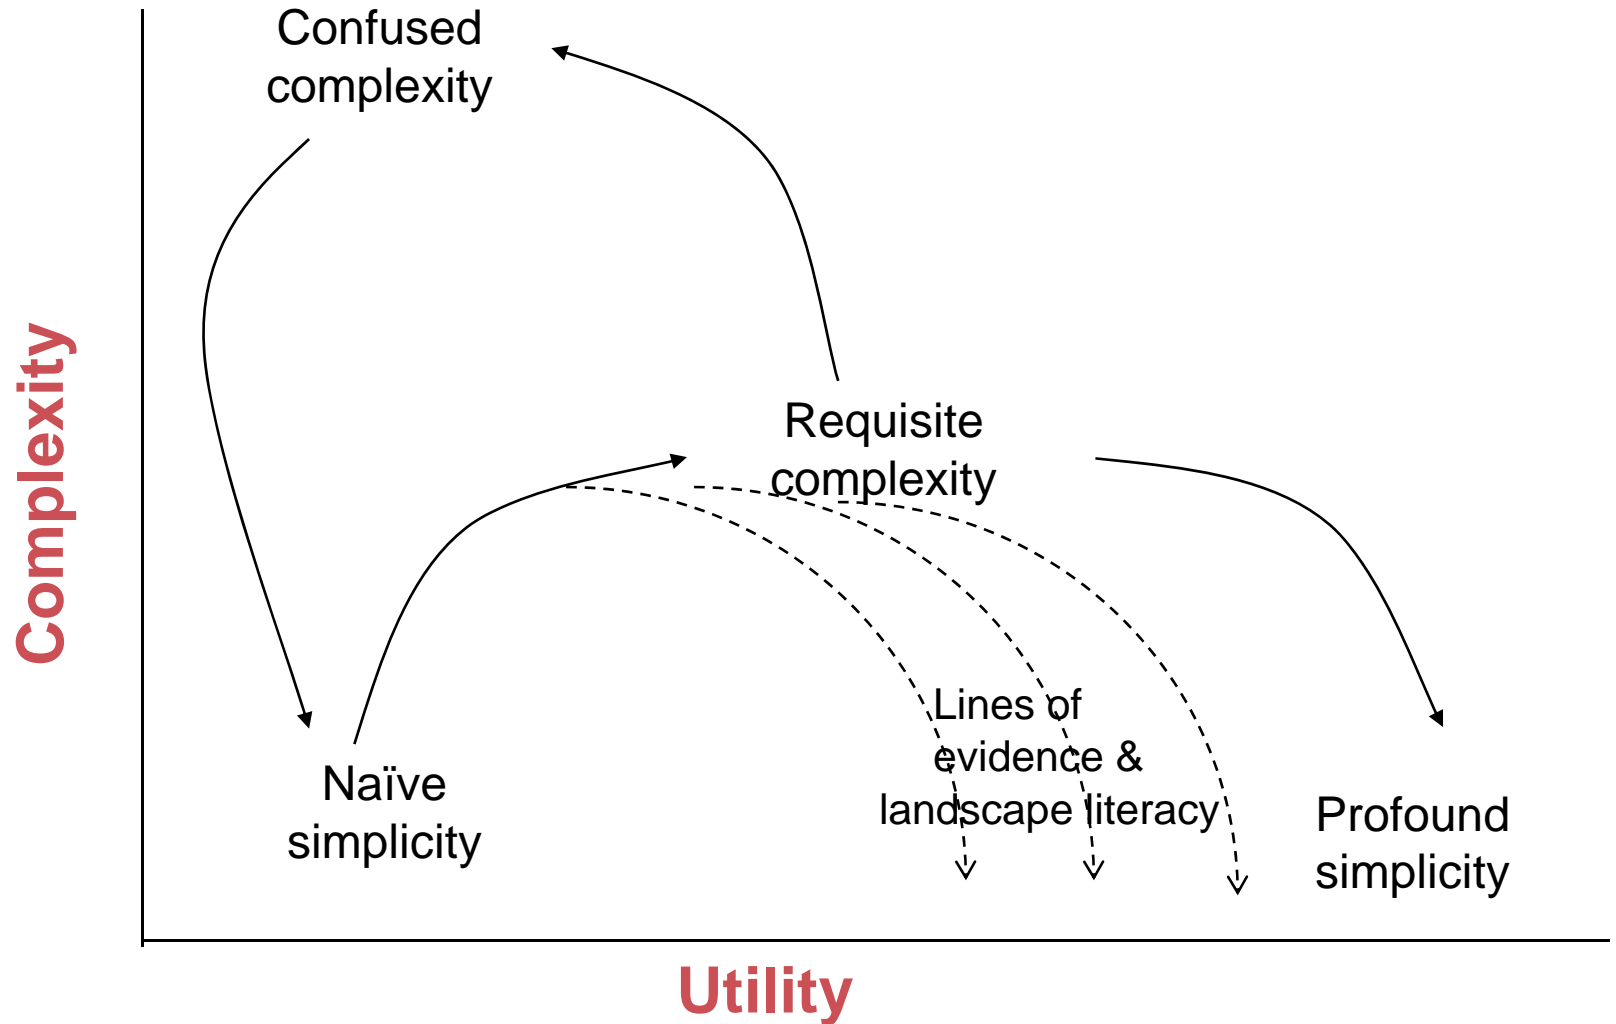 Confused
complexity
Complexity
Requisite
complexity
Lines of
evidence &
landscape literacy
Naïve
simplicity
Profound
simplicity
Utility